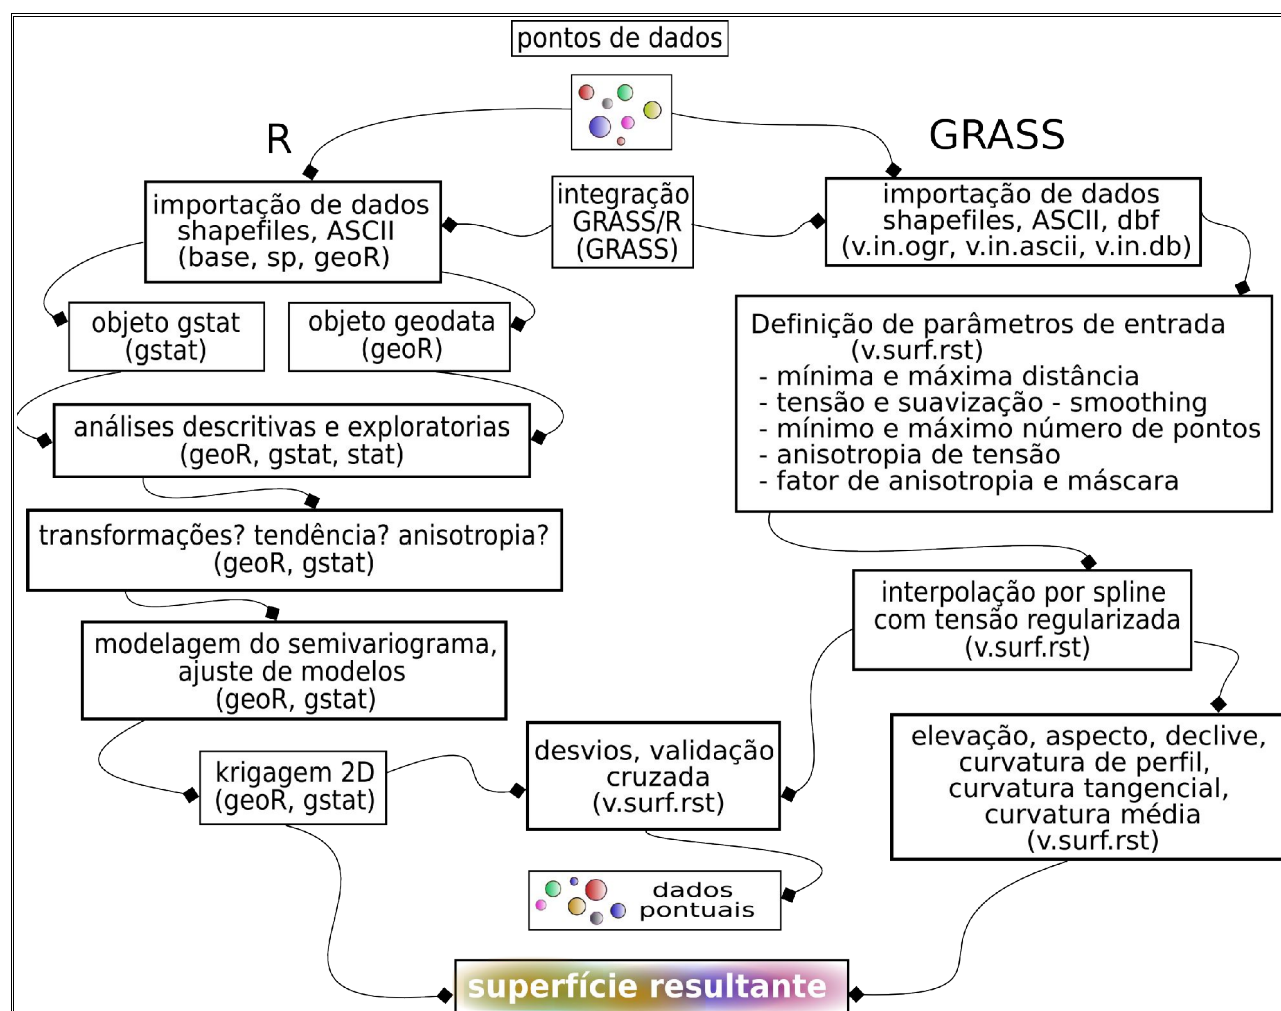 pontos de dados
R
GRASS
importação de dados
shapefiles, ASCII
(base, sp, geoR)
integração
GRASS/R
(GRASS)
importação de dados
shapefiles, ASCII, dbf
(v.in.ogr, v.in.ascii, v.in.db)
objeto gstat
(gstat)
objeto geodata
(geoR)
Definição de parâmetros de entrada
(v.surf.rst)
- mínima e máxima distância
- tensão e suavização - smoothing
- mínimo e máximo número de pontos
- anisotropia de tensão
- fator de anisotropia e máscara
análises descritivas e exploratorias
(geoR, gstat, stat)
transformações? tendência? anisotropia?
(geoR, gstat)
interpolação por spline
com tensão regularizada
(v.surf.rst)
modelagem do semivariograma,
ajuste de modelos
(geoR, gstat)
krigagem 2D
(geoR, gstat)
desvios, validação
cruzada
(v.surf.rst)
elevação, aspecto, declive,
curvatura de perfil,
curvatura tangencial,
curvatura média
(v.surf.rst)
dados
pontuais
superfície resultante